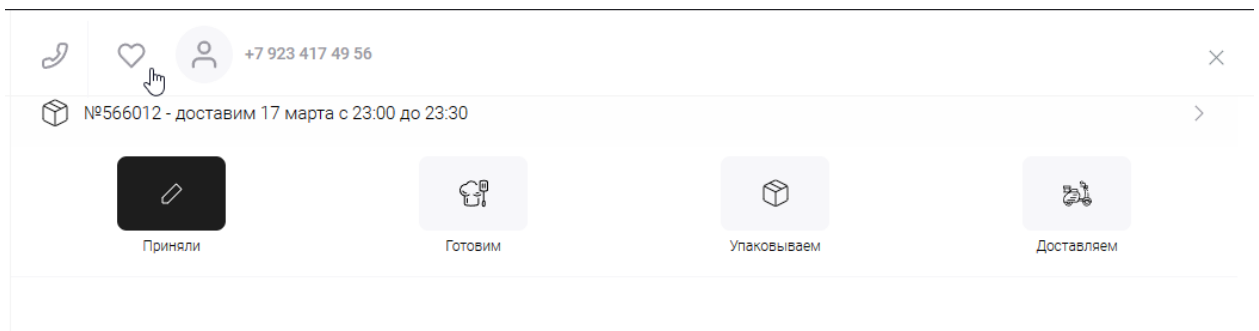 +7 923 417 49 56
№566012 - доставим 17 марта с 23:00 до 23:30
Приняли Готовим Упаковываем Доставляем